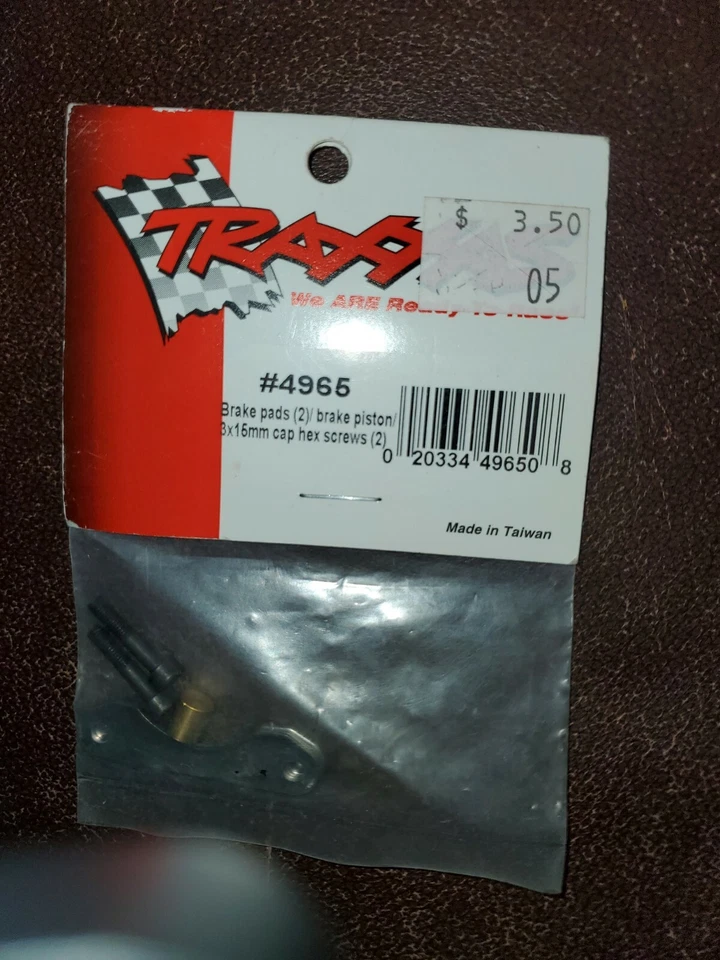 TRAXXAS
$ 3.50
05
We ARE Ready To Race
#4965
Brake pads (2)/ brake piston/
3x15mm cap hex screws (2)
0 20334 49650 8
Made in Taiwan